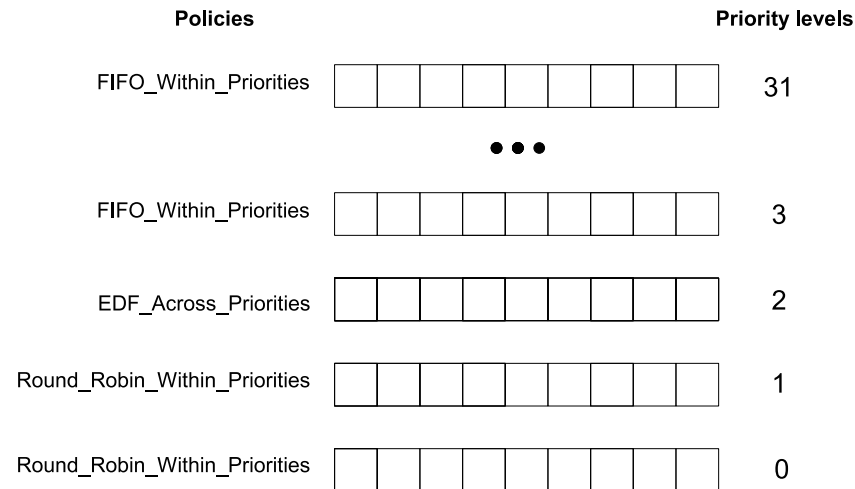 Policies Priority levels
FIFO_Within_Priorities 31
FIFO_Within_Priorities 3
EDF_Across_Priorities 2
Round_Robin_Within_Priorities 1
Round_Robin_Within_Priorities 0